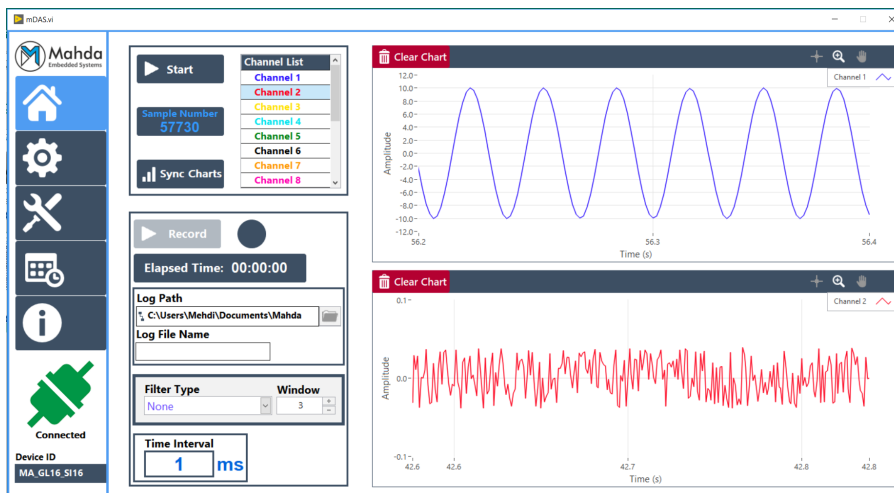 mDAS.vi
Mahda
Embedded Systems
Start
Sample Number
57730
Sync Charts
Channel List
Channel 1
Channel 2
Channel 3
Channel 4
Channel 5
Channel 6
Channel 7
Channel 8
Record
Elapsed Time: 00:00:00
Log Path
C:\Users\Mehdi\Documents\Mahda
Log File Name
Filter Type
Window
None
3
Time Interval
1 ms
Connected
Device ID
MA_GL16_SI16
Clear Chart
Channel 1
12.0
10.0
8.0
6.0
4.0
2.0
0.0
-2.0
-4.0
-6.0
-8.0
-10.0
-12.0
Amplitude
56.2
56.3
56.4
Time (s)
Clear Chart
Channel 2
0.1
0.0
-0.1
Amplitude
42.6
42.6
42.7
42.8
42.8
Time (s)